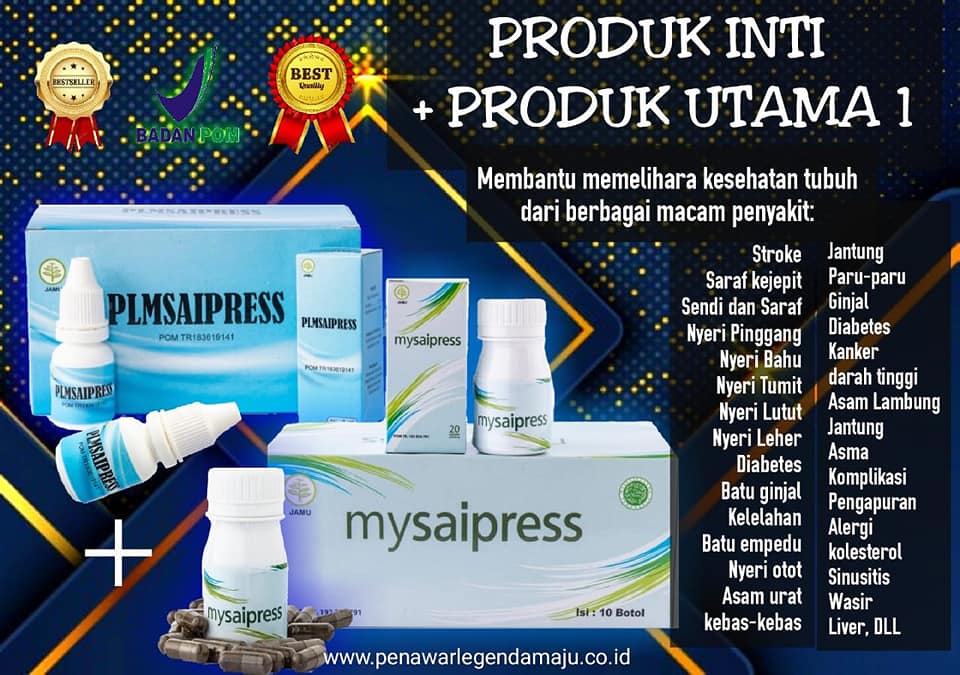 PRODUK INTI
+ PRODUK UTAMA 1
BESTSELLER
BADAN POM
BEST
Quality
Membantu memelihara kesehatan tubuh
dari berbagai macam penyakit:
Stroke
Saraf kejepit
Sendi dan Saraf
Nyeri Pinggang
Nyeri Bahu
Nyeri Tumit
Nyeri Lutut
Nyeri Leher
Diabetes
Batu ginjal
Kelelahan
Batu empedu
Nyeri otot
Asam urat
kebas-kebas
Jantung
Paru-paru
Ginjal
Diabetes
Kanker
darah tinggi
Asam Lambung
Jantung
Asma
Komplikasi
Pengapuran
Alergi
kolesterol
Sinusitis
Wasir
Liver, DLL
JAMU
PLMSAIPRESS
POM TR183619141
JAMU
PLMSAIPRESS
POM TR183619141
PLMSAIPRESS
PLMSAIPRESS
JAMU
mysaipress
20
mysaipress
JAMU
mysaipress
Isi : 10 Botol
+
mysaipress
www.penawarlegendamaju.co.id